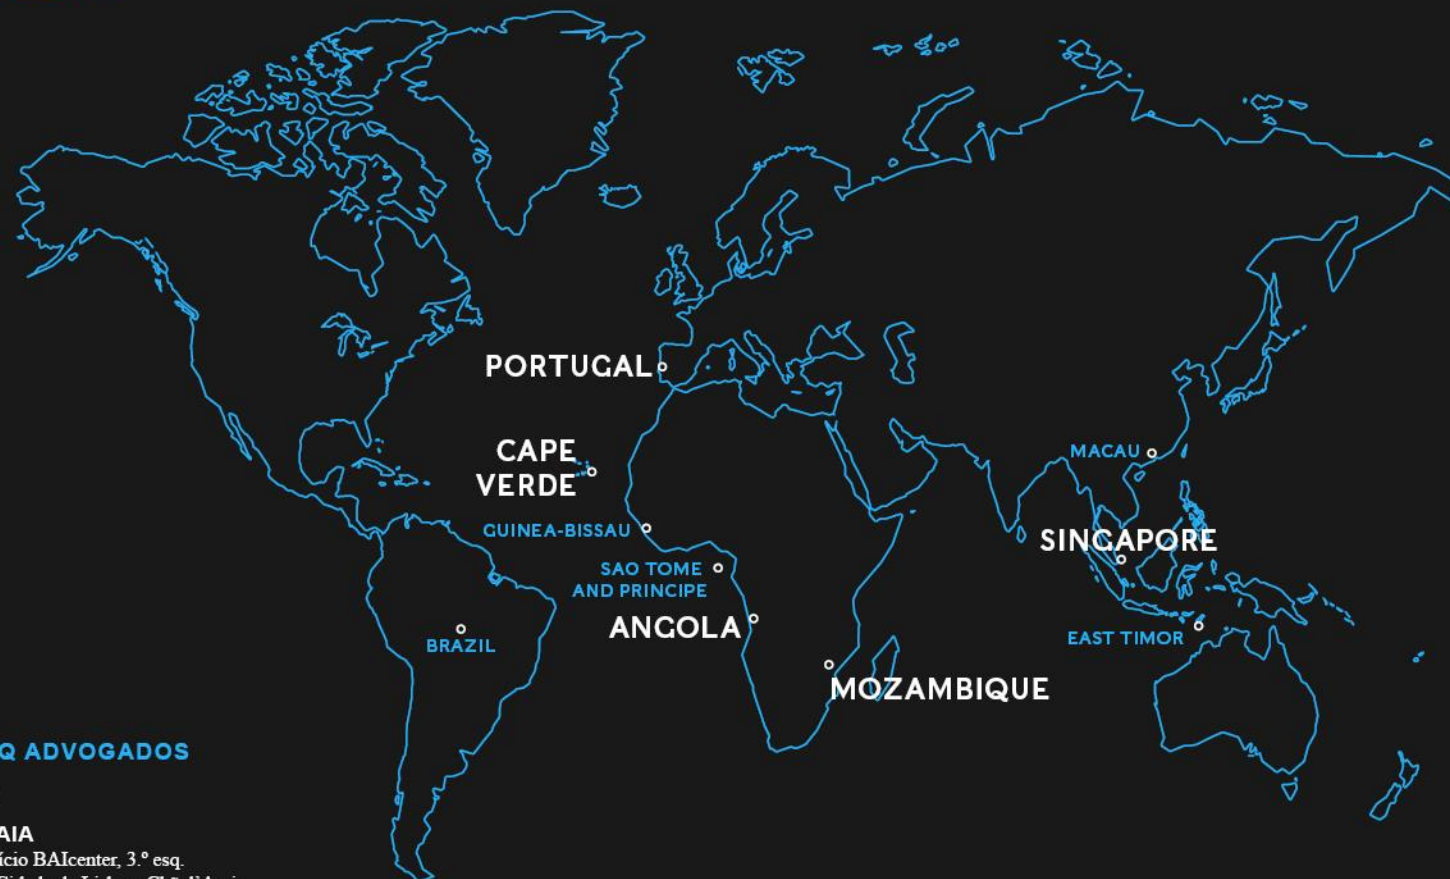 PORTUGAL
CAPE
VERDE
MACAU
GUINEA-BISSAU
SINGAPORE
SAO TOME
AND PRINCIPE
ANGOLA
BRAZIL
EAST TIMOR
MOZAMBIQUE
Q ADVOGADOS
AIA
ício BAIcenter, 3.º esq.